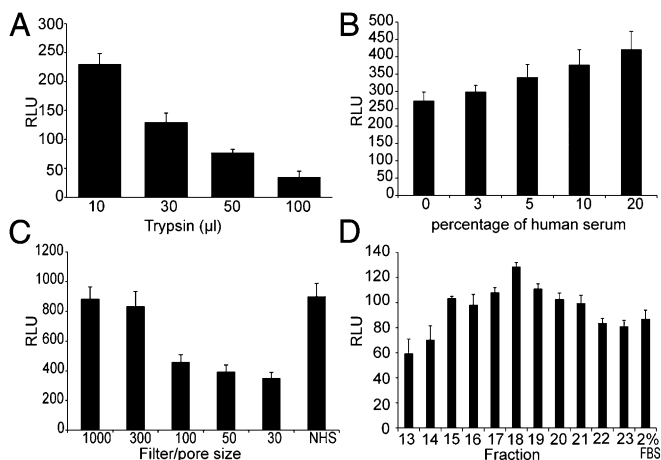 A
RLU
300
250
200
150
100
50
0
10 30 50 100
Trypsin (µl)
B
RLU
500
450
400
350
300
250
200
150
100
50
0
0 3 5 10 20
percentage of human serum
C
RLU
1200
1000
800
600
400
200
0
1000 300 100 50 30 NHS
Filter/pore size
D
RLU
140
120
100
80
60
40
20
0
13 14 15 16 17 18 19 20 21 22 23 2%
FBS
Fraction